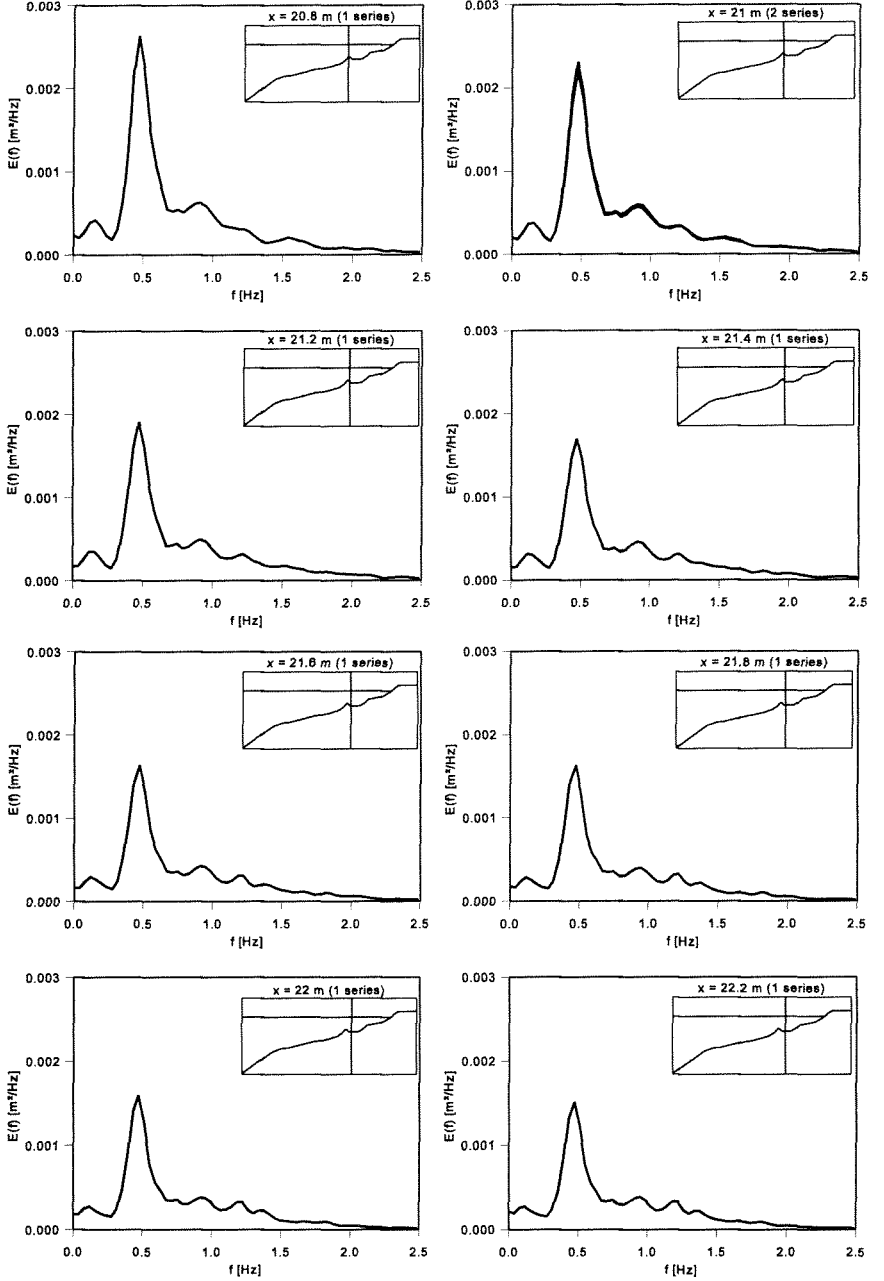 x = 20.8 m (1 series)
E(f) [m²/Hz]
0.003
0.002
0.001
0.000
0.0 0.5 1.0 1.5 2.0 2.5
f [Hz]
x = 21 m (2 series)
E(f) [m²/Hz]
0.003
0.002
0.001
0.000
0.0 0.5 1.0 1.5 2.0 2.5
f [Hz]
x = 21.2 m (1 series)
E(f) [m²/Hz]
0.003
0.002
0.001
0.000
0.0 0.5 1.0 1.5 2.0 2.5
f [Hz]
x = 21.4 m (1 series)
E(f) [m²/Hz]
0.003
0.002
0.001
0.000
0.0 0.5 1.0 1.5 2.0 2.5
f [Hz]
x = 21.6 m (1 series)
E(f) [m²/Hz]
0.003
0.002
0.001
0.000
0.0 0.5 1.0 1.5 2.0 2.5
f [Hz]
x = 21.8 m (1 series)
E(f) [m²/Hz]
0.003
0.002
0.001
0.000
0.0 0.5 1.0 1.5 2.0 2.5
f [Hz]
x = 22 m (1 series)
E(f) [m²/Hz]
0.003
0.002
0.001
0.000
0.0 0.5 1.0 1.5 2.0 2.5
f [Hz]
x = 22.2 m (1 series)
E(f) [m²/Hz]
0.003
0.002
0.001
0.000
0.0 0.5 1.0 1.5 2.0 2.5
f [Hz]